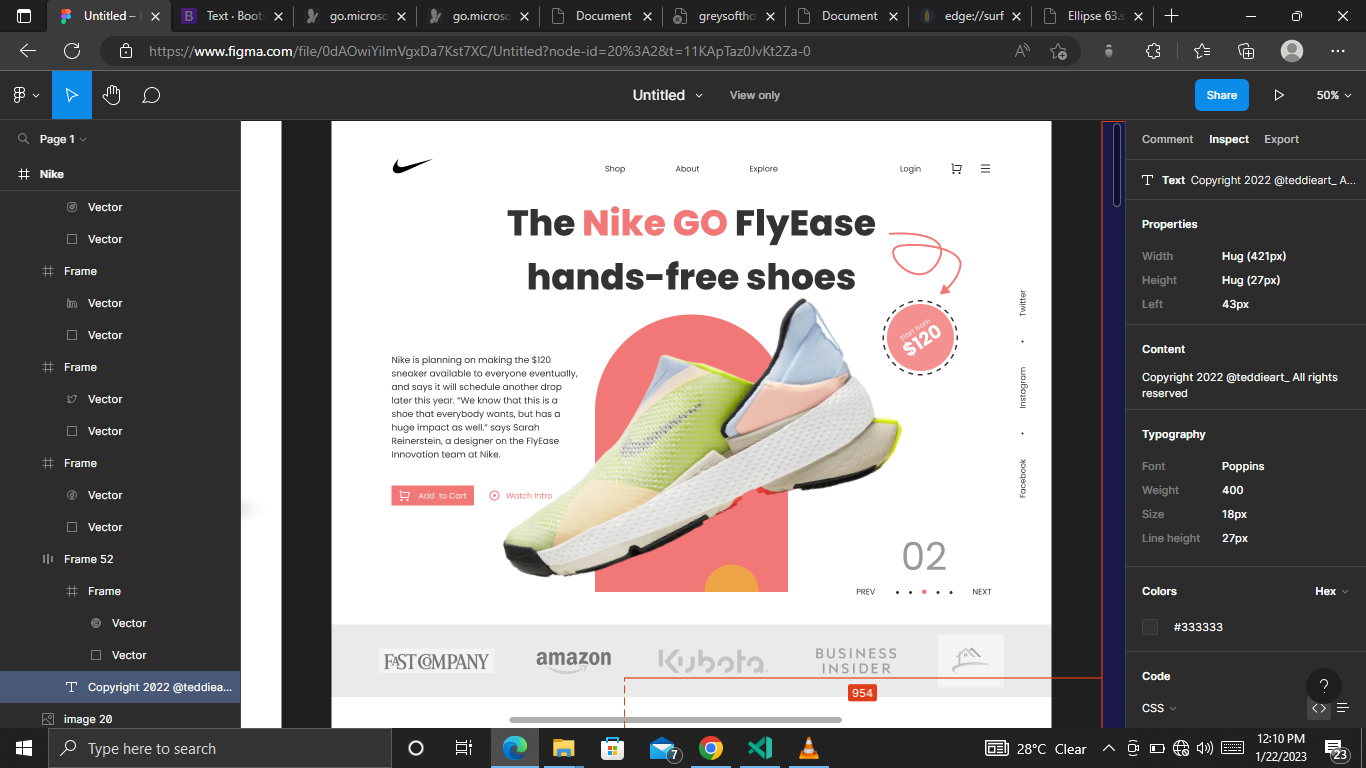 Untitled –
Text · Boots
go.microso
go.microso
Document
greysoftho
Document
edge://surf
Ellipse 63.s
https://www.figma.com/file/0dAOwiYiImVgxDa7Kst7XC/Untitled?node-id=20%3A2&t=11KApTaz0JvKt2Za-0
Untitled
View only
Share
50%
Page 1
Nike
Vector
Vector
Frame
Vector
Vector
Frame
Vector
Vector
Frame
Vector
Vector
Frame 52
Frame
Vector
Vector
Copyright 2022 @teddiea...
image 20
Shop
About
Explore
Login
The Nike GO FlyEase
hands-free shoes
Start from
$120
Nike is planning on making the $120
sneaker available to everyone eventually,
and says it will schedule another drop
later this year. “We know that this is a
shoe that everybody wants, but has a
huge impact as well.” says Sarah
Reinerstein, a designer on the FlyEase
Innovation team at Nike.
Add to Cart
Watch Intro
Twitter
Instagram
Facebook
02
PREV
NEXT
FAST COMPANY
amazon
Kubota
BUSINESS
INSIDER
954
Comment
Inspect
Export
Text Copyright 2022 @teddieart_ A...
Properties
Width Hug (421px)
Height Hug (27px)
Left 43px
Content
Copyright 2022 @teddieart_ All rights
reserved
Typography
Font Poppins
Weight 400
Size 18px
Line height 27px
Colors
Hex
#333333
Code
CSS
?
Type here to search
7
28°C Clear
12:10 PM
1/22/2023
23